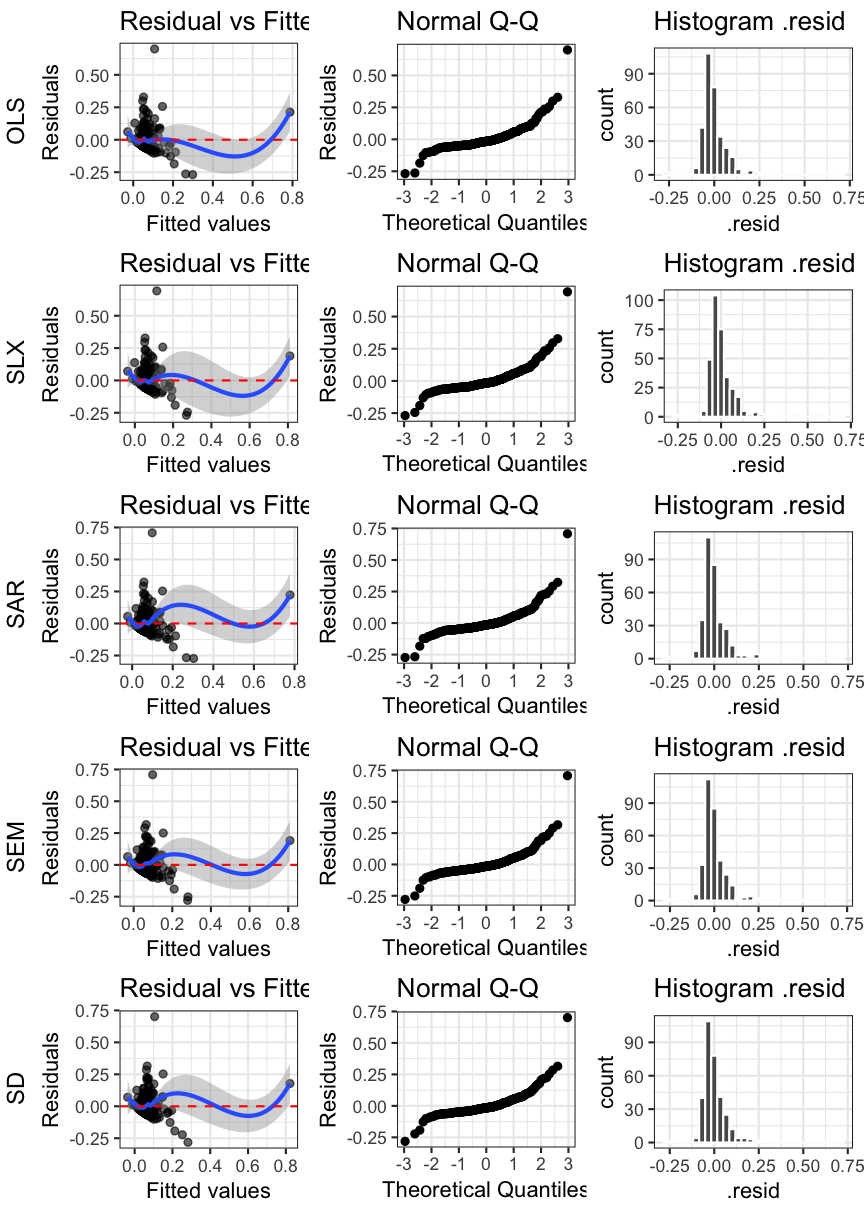 Residual vs Fitte
Normal Q-Q
Histogram .resid
OLS
Residuals
0.50
0.25
0.00
-0.25
0.0 0.2 0.4 0.6 0.8
Fitted values
Residuals
0.50
0.25
0.00
-0.25
-3 -2 -1 0 1 2 3
Theoretical Quantiles
count
90
60
30
0
-0.25 0.00 0.25 0.50 0.75
.resid
Residual vs Fitte
Normal Q-Q
Histogram .resid
SLX
Residuals
0.50
0.25
0.00
-0.25
0.0 0.2 0.4 0.6 0.8
Fitted values
Residuals
0.50
0.25
0.00
-0.25
-3 -2 -1 0 1 2 3
Theoretical Quantiles
count
100
75
50
25
0
-0.25 0.00 0.25 0.50 0.75
.resid
Residual vs Fitte
Normal Q-Q
Histogram .resid
SAR
Residuals
0.75
0.50
0.25
0.00
-0.25
0.0 0.2 0.4 0.6 0.8
Fitted values
Residuals
0.75
0.50
0.25
0.00
-0.25
-3 -2 -1 0 1 2 3
Theoretical Quantiles
count
90
60
30
0
-0.25 0.00 0.25 0.50 0.75
.resid
Residual vs Fitte
Normal Q-Q
Histogram .resid
SEM
Residuals
0.75
0.50
0.25
0.00
-0.25
0.0 0.2 0.4 0.6 0.8
Fitted values
Residuals
0.75
0.50
0.25
0.00
-0.25
-3 -2 -1 0 1 2 3
Theoretical Quantiles
count
90
60
30
0
-0.25 0.00 0.25 0.50 0.75
.resid
Residual vs Fitte
Normal Q-Q
Histogram .resid
SD
Residuals
0.75
0.50
0.25
0.00
-0.25
0.0 0.2 0.4 0.6 0.8
Fitted values
Residuals
0.75
0.50
0.25
0.00
-0.25
-3 -2 -1 0 1 2 3
Theoretical Quantiles
count
90
60
30
0
-0.25 0.00 0.25 0.50 0.75
.resid